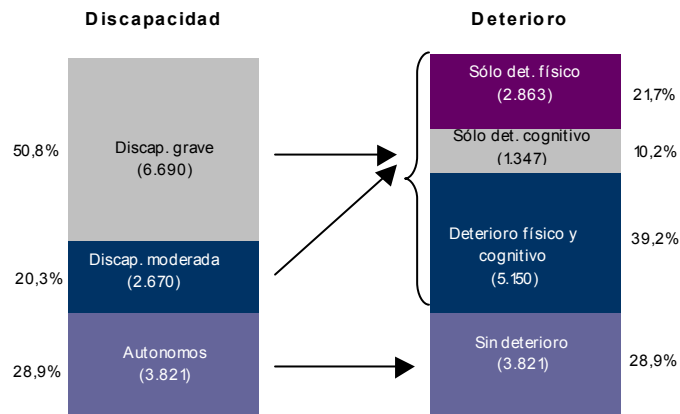 Discapacidad
Deterioro
Sólo det. físico
(2.863)
21,7%
Sólo det. cognitivo
(1.347)
10,2%
50,8%
Discap. grave
(6.690)
Deterioro físico y
cognitivo
(5.150)
39,2%
Discap. moderada
(2.670)
20,3%
Autonomos
(3.821)
28,9%
Sin deterioro
(3.821)
28,9%